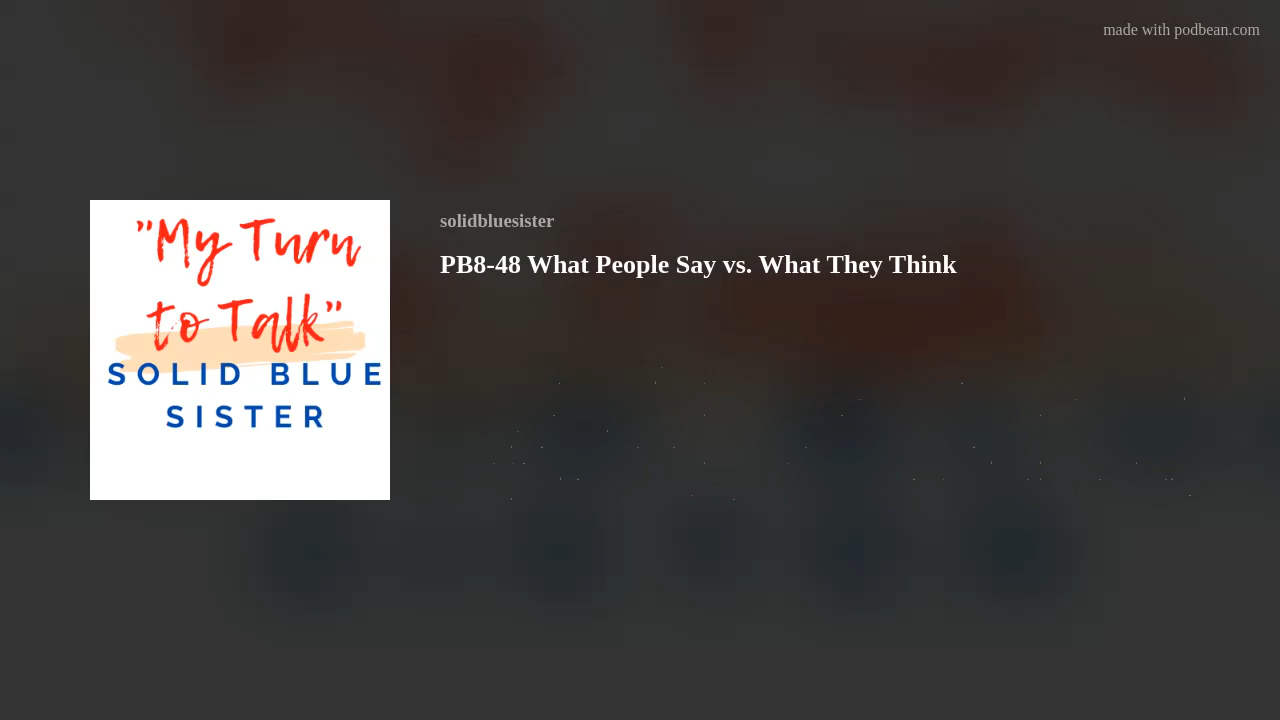 made with podbean.com
"My Turn
to Talk"
SOLID BLUE
SISTER
solidbluesister
PB8-48 What People Say vs. What They Think